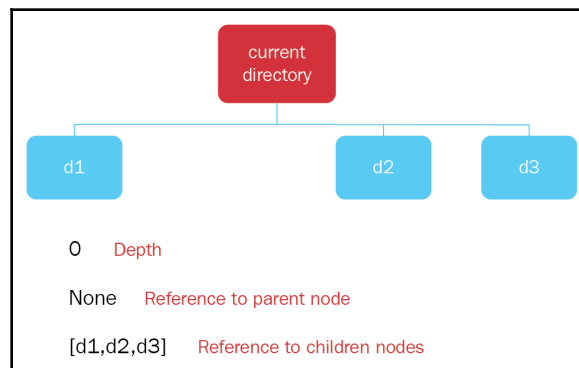 current
directory
d1 d2 d3
0 Depth
None Reference to parent node
[d1,d2,d3] Reference to children nodes